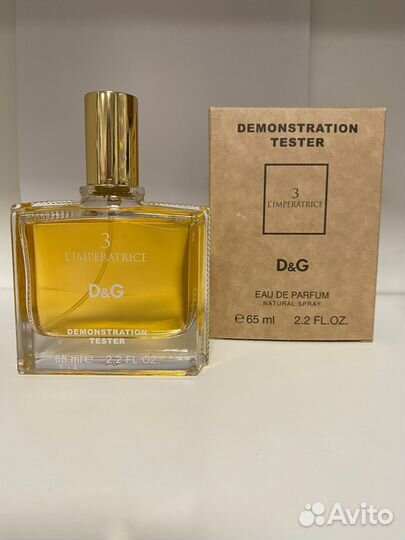 3
L'IMPERATRICE
D&G
DEMONSTRATION
TESTER
65 ml e 2.2 FL.OZ.
DEMONSTRATION
TESTER
3
L'IMPERATRICE
D&G
EAU DE PARFUM
NATURAL SPRAY
e 65 ml 2.2 FL.OZ.
Avito